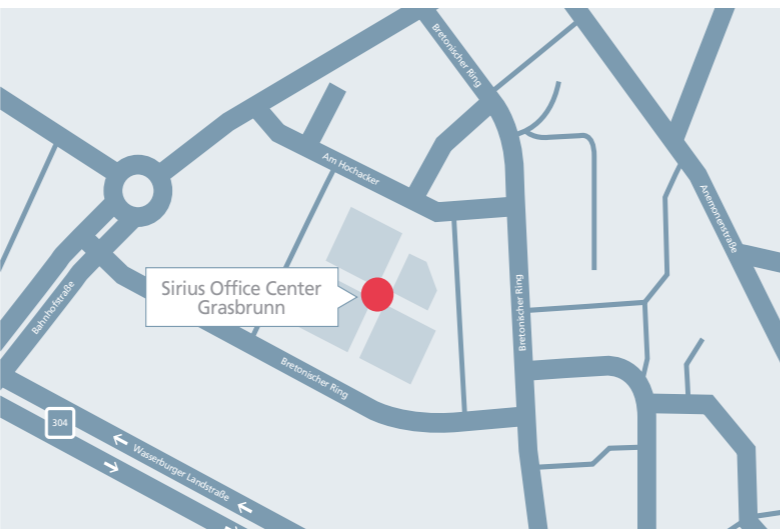 Bretonischer Ring
Am Hochacker
Anemonenstraße
Sirius Office Center
Grasbrunn
Bahnhofstraße
Bretonischer Ring
Bretonischer Ring
304
Wasserburger Landstraße